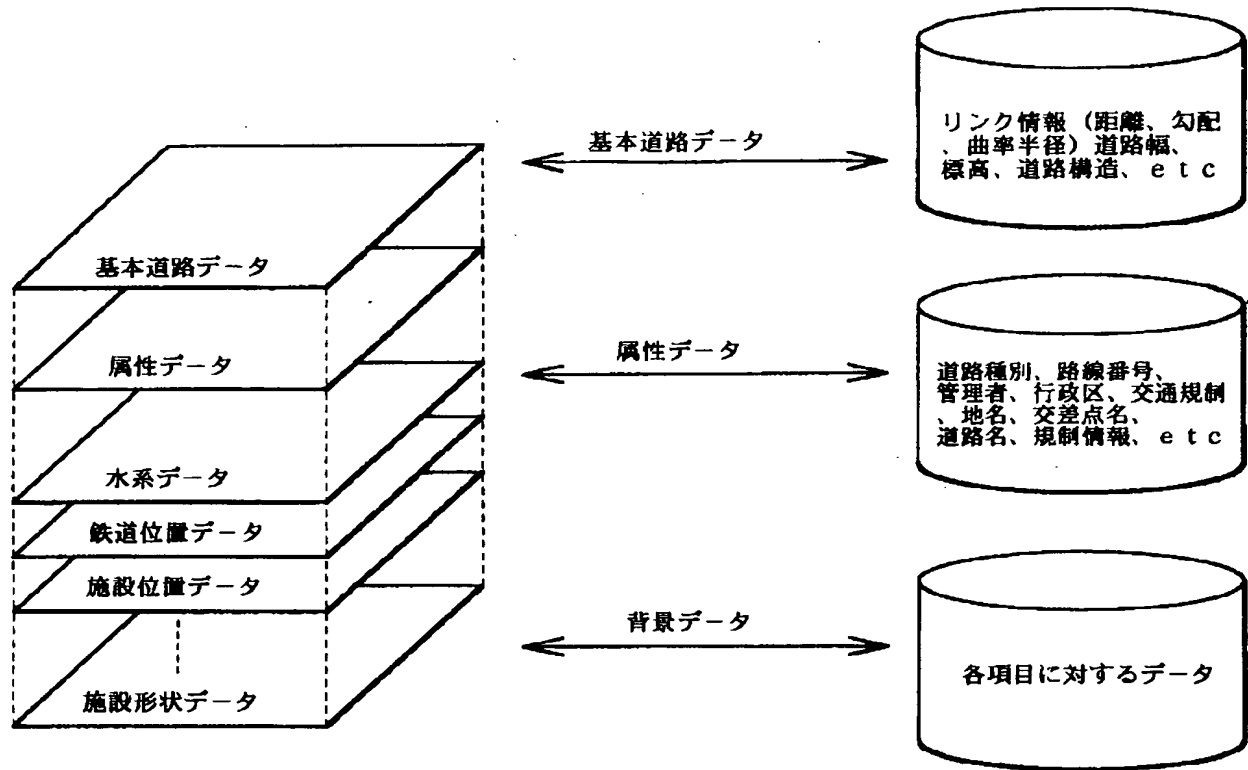 基本道路データ
属性データ
水系データ
鉄道位置データ
施設位置データ
施設形状データ
基本道路データ
属性データ
背景データ
リンク情報（距離、勾配
、曲率半径）道路幅、
標高、道路構造、ｅｔｃ
道路種別、路線番号、
管理者、行政区、交通規制
、地名、交差点名、
道路名、規制情報、ｅｔｃ
各項目に対するデータ